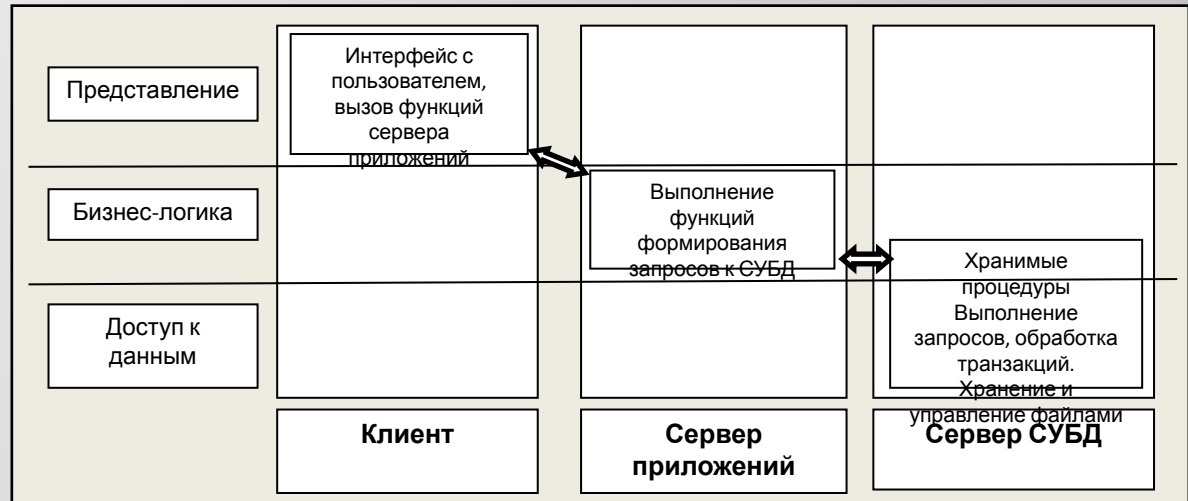 Представление
Интерфейс с
пользователем,
вызов функций
сервера
приложений
Бизнес-логика
Выполнение
функций
формирования
запросов к СУБД
Доступ к
данным
Хранимые
процедуры
Выполнение
запросов, обработка
транзакций.
Хранение и
управление файлами
Клиент
Сервер
приложений
Сервер СУБД